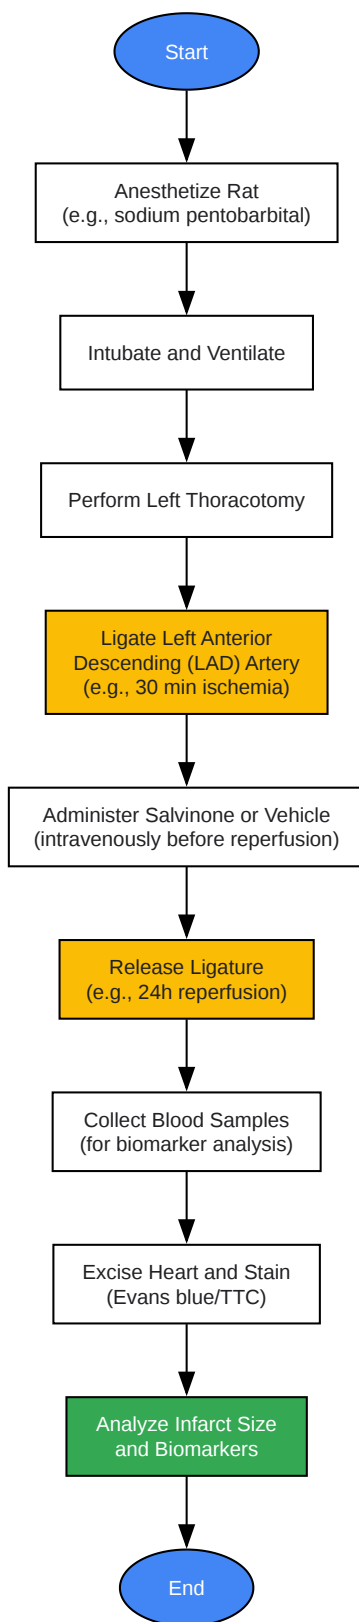 Start
Anesthetize Rat
(e.g., sodium pentobarbital)
Intubate and Ventilate
Perform Left Thoracotomy
Ligate Left Anterior
Descending (LAD) Artery
(e.g., 30 min ischemia)
Administer Salvinone or Vehicle
(intravenously before reperfusion)
Release Ligature
(e.g., 24h reperfusion)
Collect Blood Samples
(for biomarker analysis)
Excise Heart and Stain
(Evans blue/TTC)
Analyze Infarct Size
and Biomarkers
End